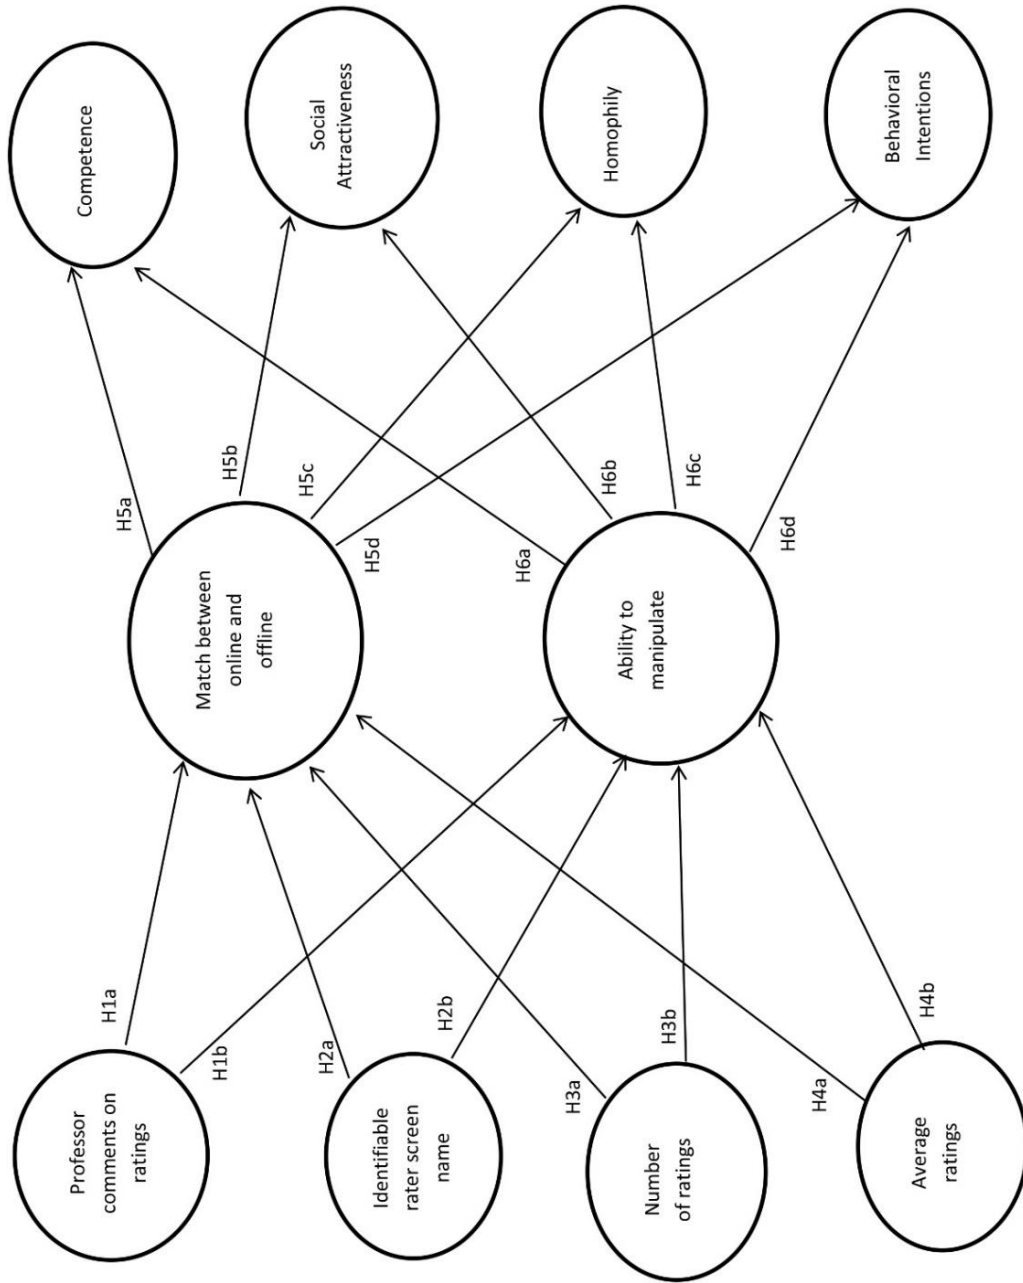 Professor
comments on
ratings
Identifiable
rater screen
name
Number
of ratings
Average
ratings
H1a
H1b
H2a
H2b
H3a
H3b
H4a
H4b
Match between
online and
offline
Ability to
manipulate
H5a
H5b
H5c
H5d
H6a
H6b
H6c
H6d
Competence
Social
Attractiveness
Homophily
Behavioral
Intentions